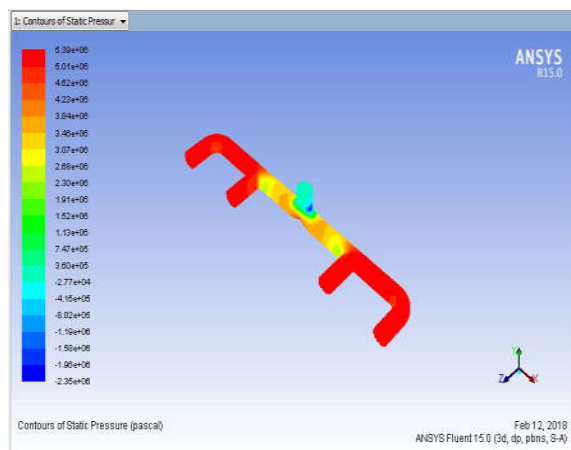 1: Contours of Static Pressur
5.39e+06
5.01e+06
4.62e+06
4.23e+06
3.84e+06
3.46e+06
3.07e+06
2.68e+06
2.30e+06
1.91e+06
1.52e+06
1.13e+06
7.47e+05
3.60e+05
-2.77e+04
-4.15e+05
-8.02e+05
-1.19e+06
-1.58e+06
-1.96e+06
-2.35e+06
ANSYS
R15.0
Y
Z
X
Contours of Static Pressure (pascal)
Feb 12, 2018
ANSYS Fluent 15.0 (3d, dp, pbns, S-A)